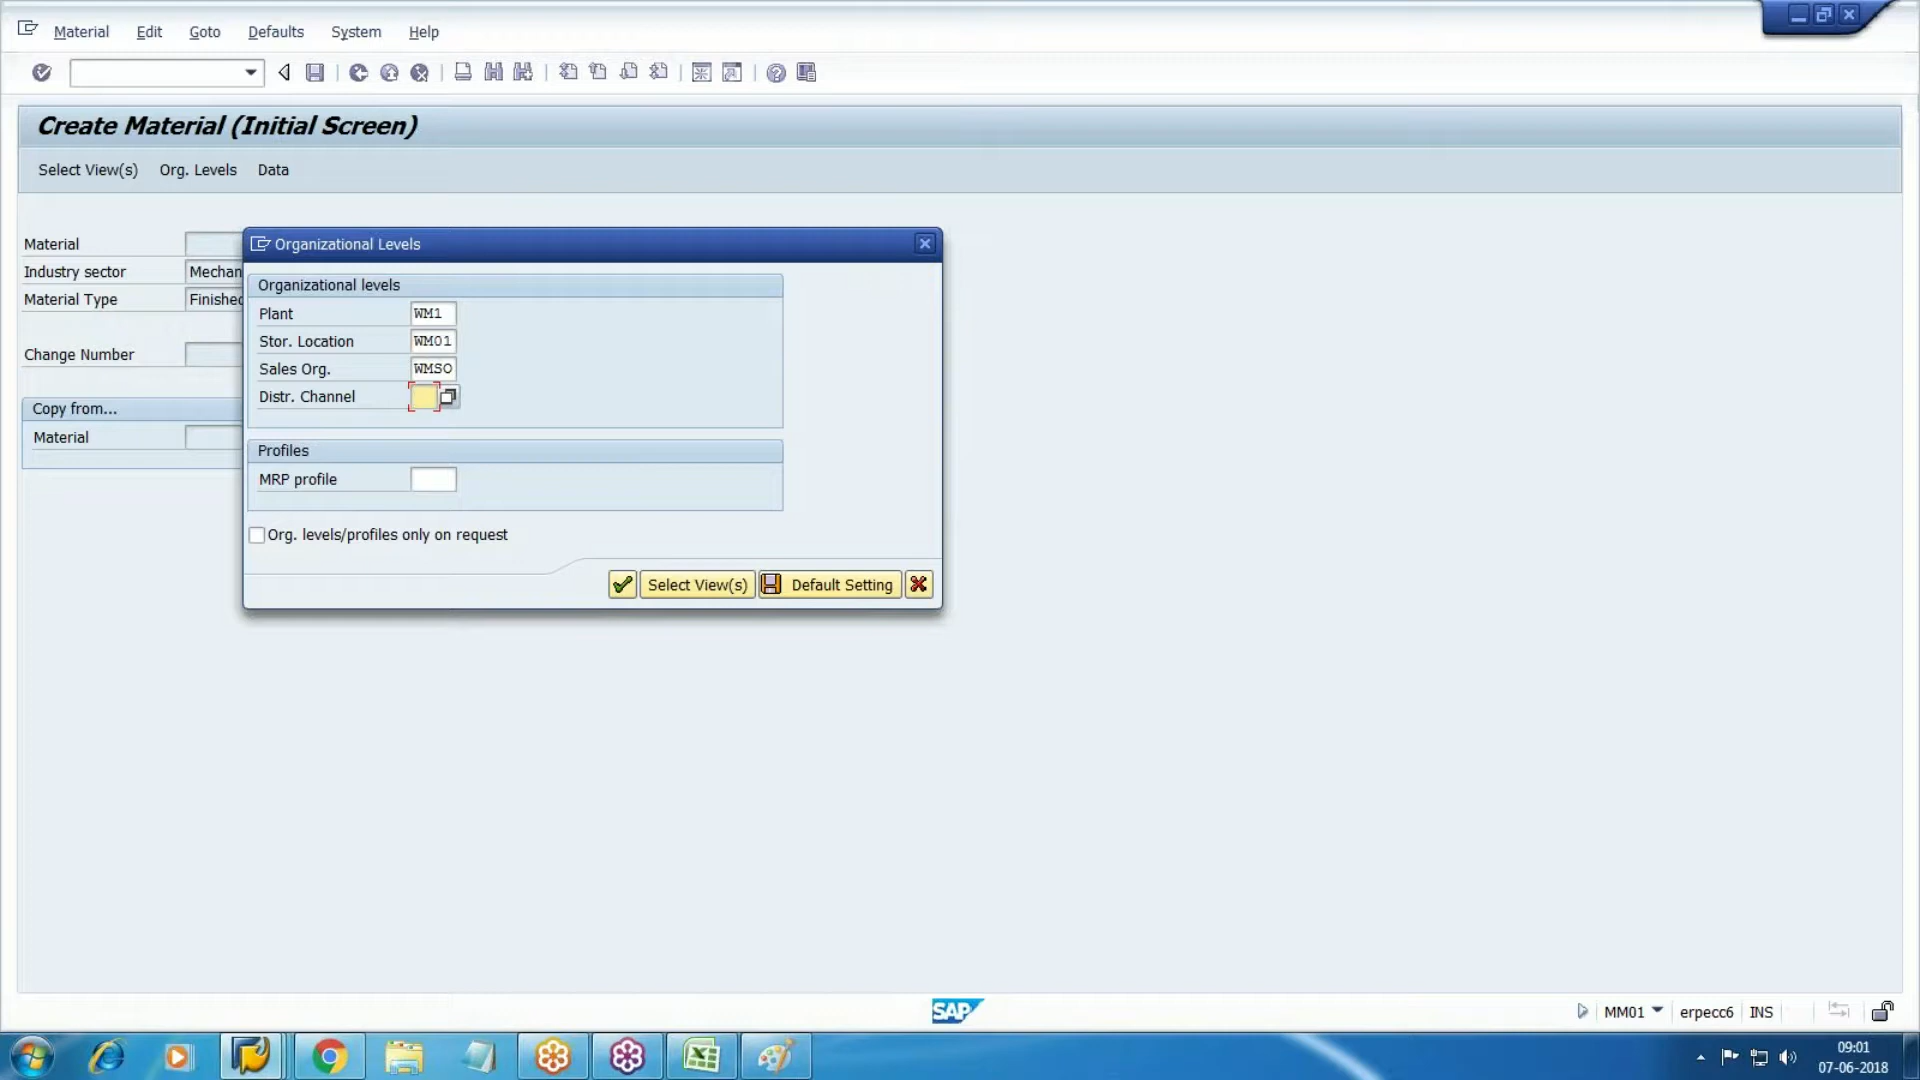 Material Edit Goto Defaults System Help
Create Material (Initial Screen)
Select View(s) Org. Levels Data
Material
Industry sector Mechan
Material Type Finished
Change Number
Copy from...
Material
Organizational Levels
Organizational levels
Plant WM1
Stor. Location WM01
Sales Org. WMSO
Distr. Channel
Profiles
MRP profile
Org. levels/profiles only on request
Select View(s) Default Setting
SAP
MM01 erpecc6 INS
09:01
07-06-2018